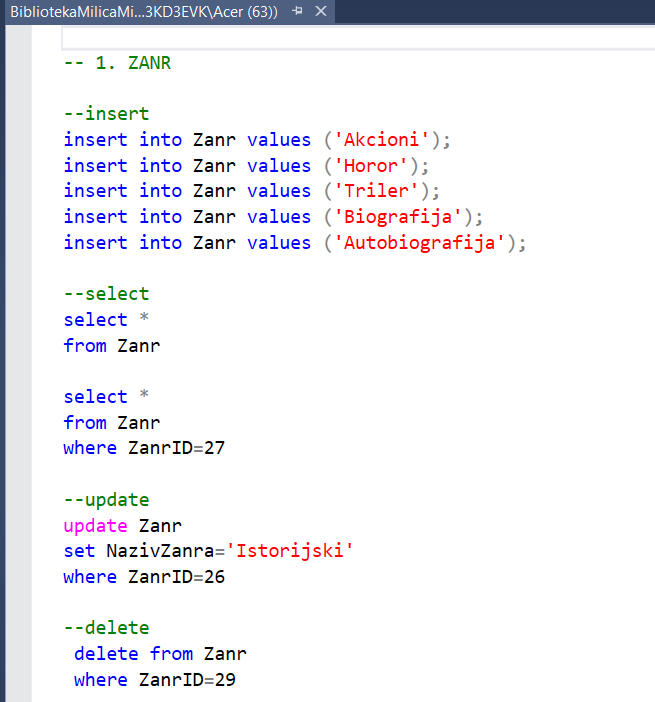 BibliotekaMilicaMi...3KD3EVK\Acer (63))
-- 1. ZANR
--insert
insert into Zanr values ('Akcioni');
insert into Zanr values ('Horor');
insert into Zanr values ('Triler');
insert into Zanr values ('Biografija');
insert into Zanr values ('Autobiografija');
--select
select *
from Zanr
select *
from Zanr
where ZanrID=27
--update
update Zanr
set NazivZanra='Istorijski'
where ZanrID=26
--delete
delete from Zanr
where ZanrID=29